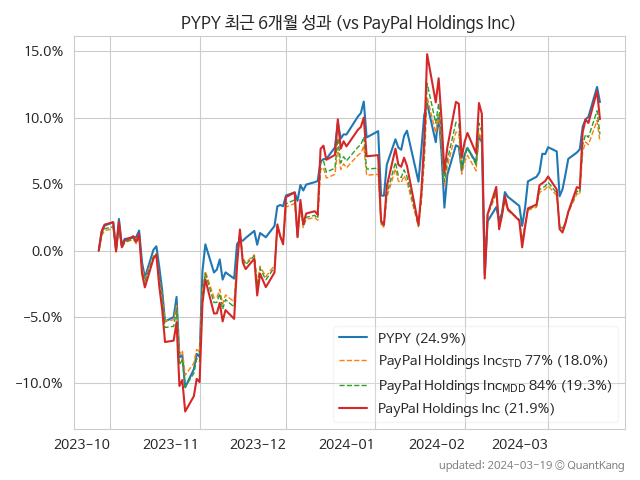 PYPY 최근 6개월 성과 (vs PayPal Holdings Inc)
15.0%
10.0%
5.0%
0.0%
−5.0%
−10.0%
PYPY (24.9%)
PayPal Holdings Inc_STD 77% (18.0%)
PayPal Holdings Inc_MDD 84% (19.3%)
PayPal Holdings Inc (21.9%)
2023−10 2023−11 2023−12 2024−01 2024−02 2024−03
updated: 2024-03-19 © QuantKang